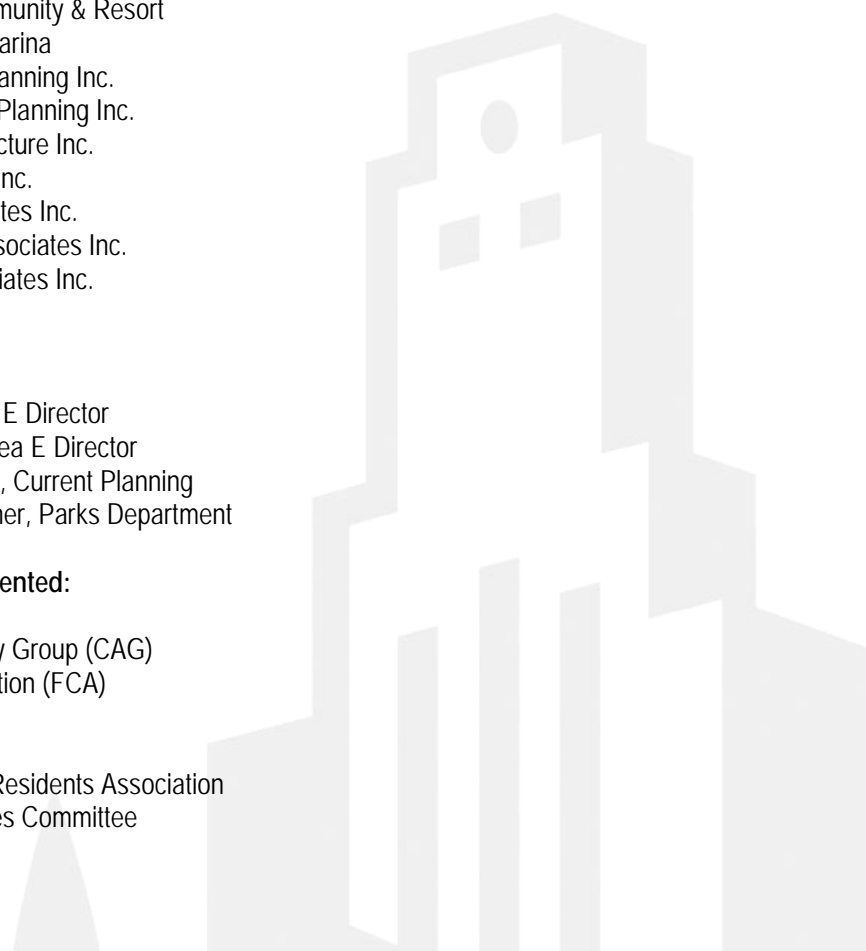 munity & Resort
arina
anning Inc.
Planning Inc.
cture Inc.
nc.
tes Inc.
sociates Inc.
iates Inc.
E Director
ea E Director
, Current Planning
ner, Parks Department
ented:
y Group (CAG)
tion (FCA)
Residents Association
es Committee